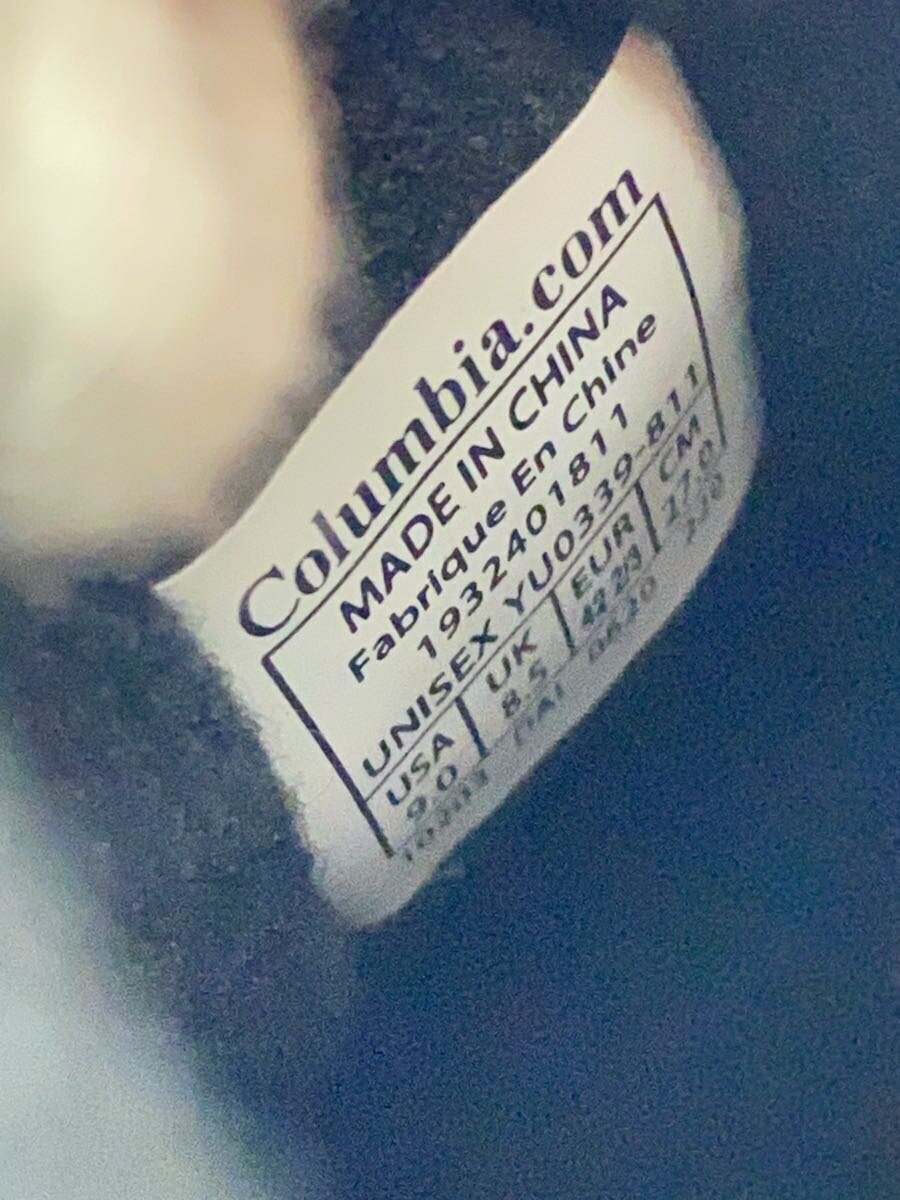 Columbia.com
MADE IN CHINA
Fabrique En Chine
1932401811
UNISEX YU0339-811
USA UK EUR CM
9.0 8.5 42 2/3 27.0